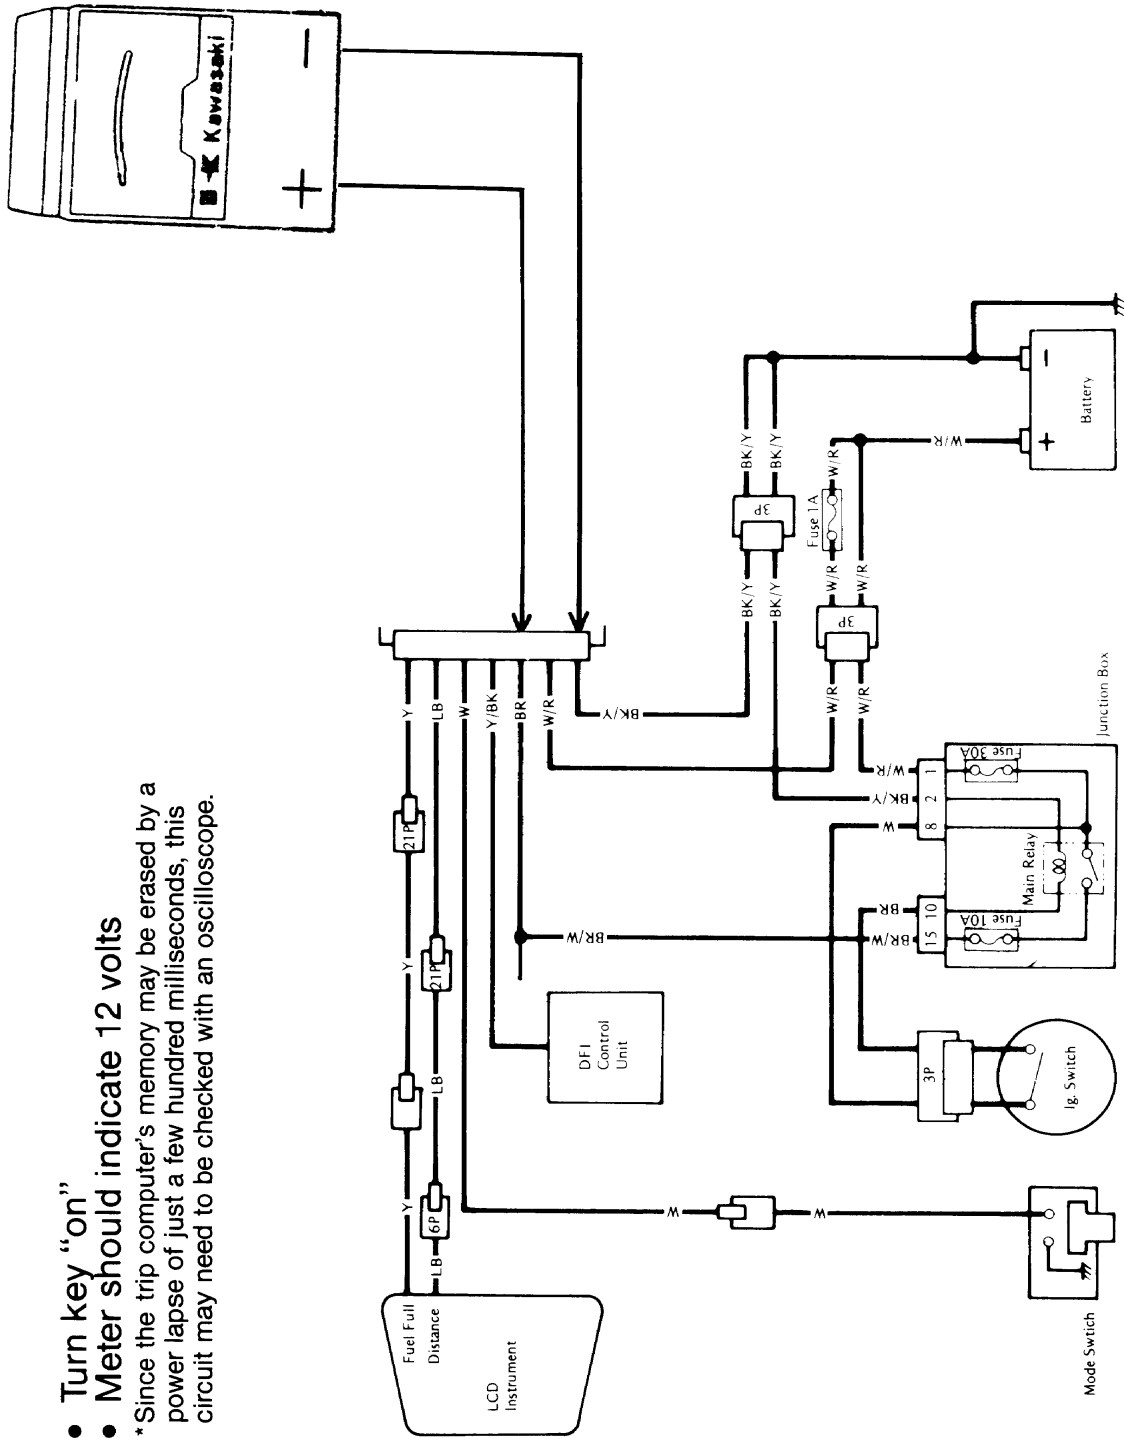 • Turn key “on”
• Meter should indicate 12 volts
*Since the trip computer's memory may be erased by a
power lapse of just a few hundred milliseconds, this
circuit may need to be checked with an oscilloscope.
Kawasaki
+
−
Y
LB
W
Y/BK
BR
W/R
BK/Y
21P
Y
21P
LB
Y
6P
LB
Fuel Full
Distance
LCD
Instrument
DFI
Control
Unit
BR/W
BK/Y
BK/Y
3P
BK/Y
BK/Y
W/R
Fuse 1A
W/R
W/R
W/R
3P
W/R
W/R
+
−
Battery
Junction Box
W/R
BK/Y
W
BR
BR/W
1
2
8
10
15
Fuse 30A
Main Relay
Fuse 10A
3P
Ig. Switch
W
W
Mode Swtich